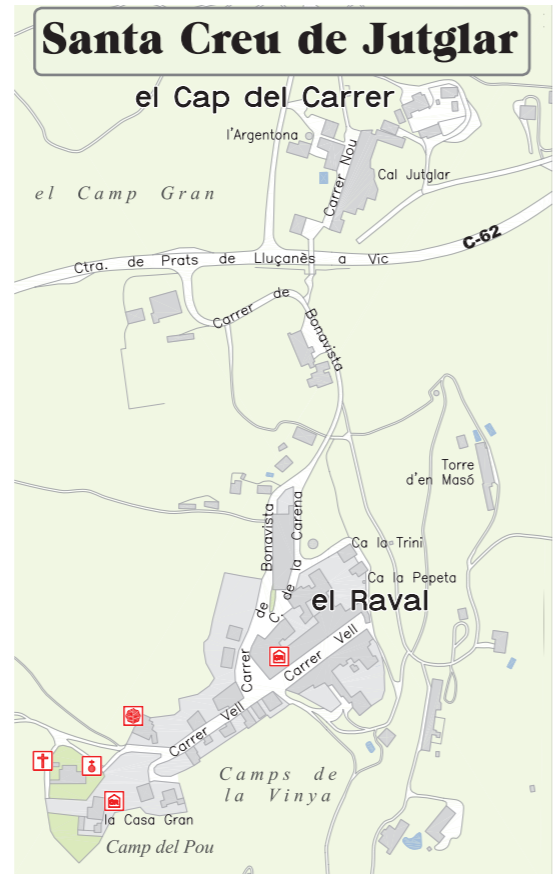 Santa Creu de Jutglar
el Cap del Carrer
l'Argentona
Carrer Nou
Cal Jutglar
el Camp Gran
C-62
Ctra. de Prats de Lluçanès a Vic
Carrer de Bonavista
Torre
d'en Masó
Carrer de Bonavista
C. de la Carena
Ca la Trini
Ca la Pepeta
el Raval
Carrer Vell
Carrer Vell
Camps de
la Vinya
la Casa Gran
Camp del Pou